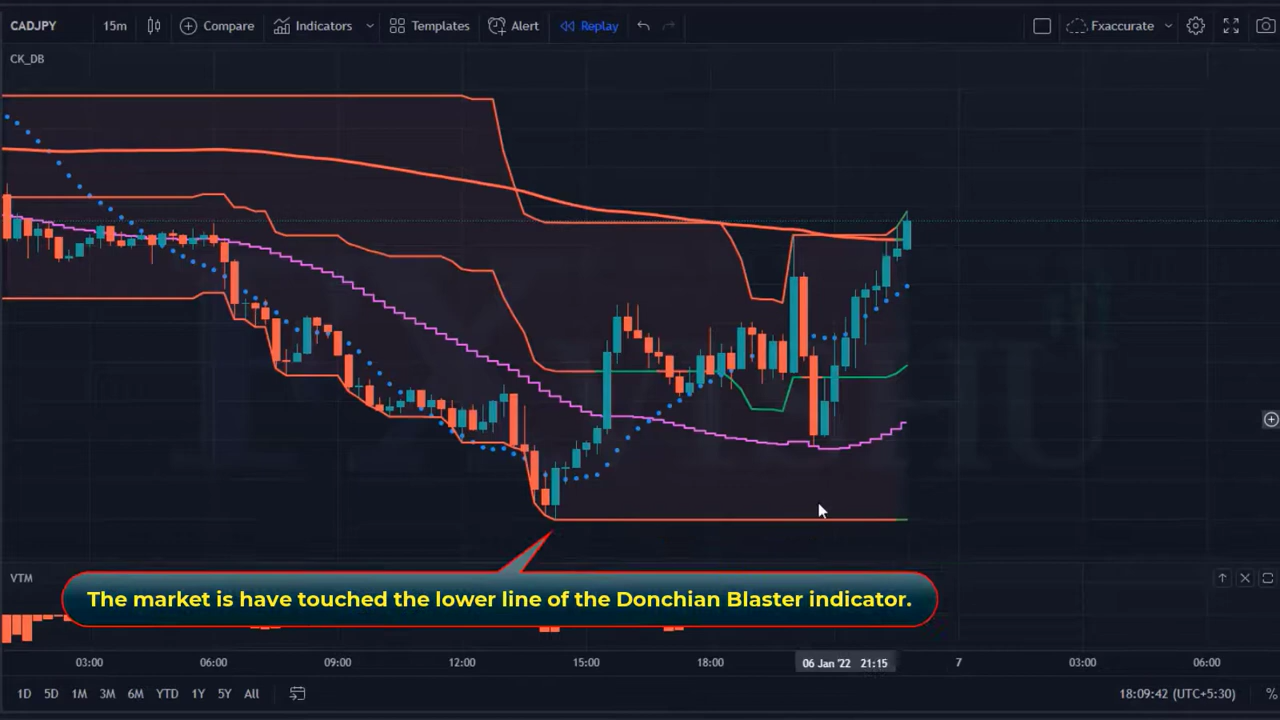 CADJPY 15m Compare Indicators Templates Alert Replay Fxaccurate
CK_DB
VTM
The market is have touched the lower line of the Donchian Blaster indicator.
03:00 06:00 09:00 12:00 15:00 18:00 06 Jan '22 21:15 7 03:00 06:00
1D 5D 1M 3M 6M YTD 1Y 5Y All 18:09:42 (UTC+5:30) %